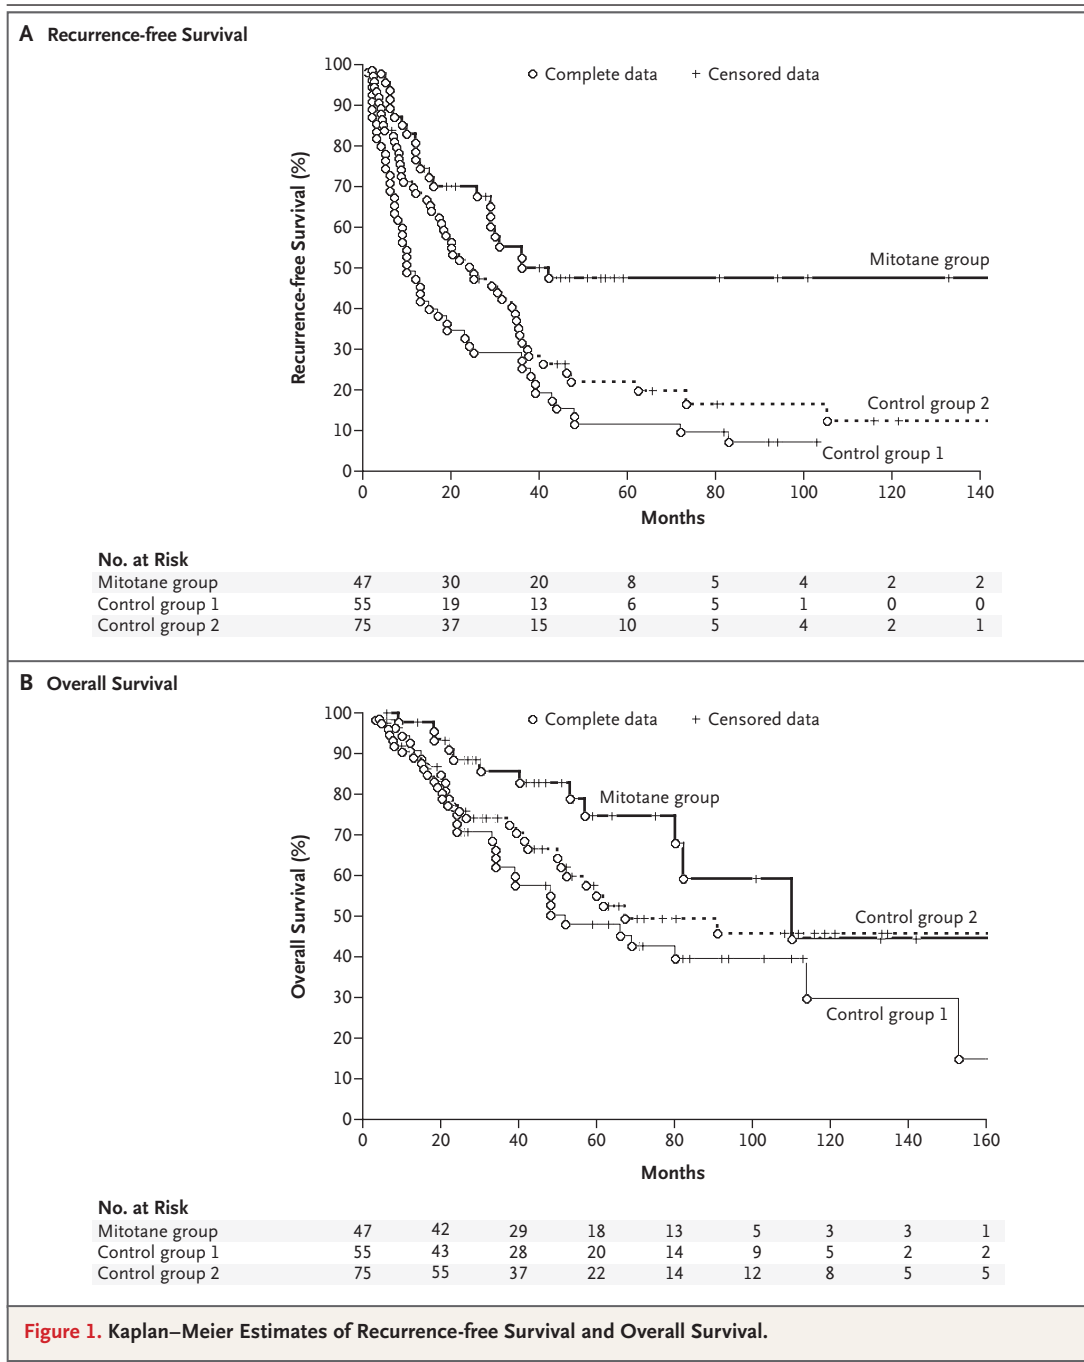 A Recurrence-free Survival
Complete data + Censored data
Recurrence-free Survival (%)
100
90
80
70
60
50
40
30
20
10
0
Mitotane group
Control group 2
Control group 1
0 20 40 60 80 100 120 140
Months
No. at Risk
Mitotane group 47 30 20 8 5 4 2 2
Control group 1 55 19 13 6 5 1 0 0
Control group 2 75 37 15 10 5 4 2 1
B Overall Survival
Complete data + Censored data
Overall Survival (%)
100
90
80
70
60
50
40
30
20
10
0
Mitotane group
Control group 2
Control group 1
0 20 40 60 80 100 120 140 160
Months
No. at Risk
Mitotane group 47 42 29 18 13 5 3 3 1
Control group 1 55 43 28 20 14 9 5 2 2
Control group 2 75 55 37 22 14 12 8 5 5
Figure 1. Kaplan–Meier Estimates of Recurrence-free Survival and Overall Survival.